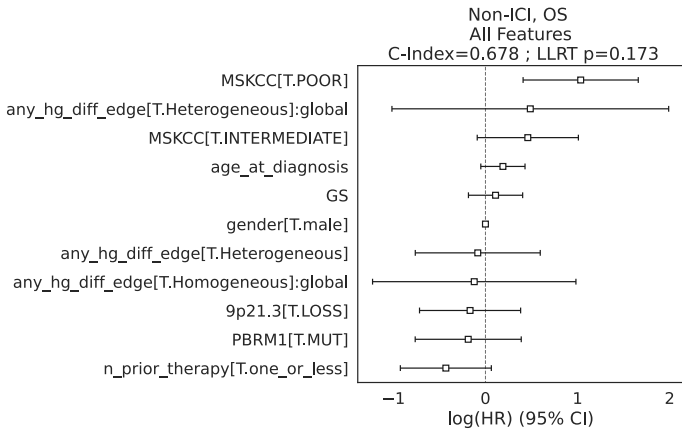 Non-ICI, OS
All Features
C-Index=0.678 ; LLRT p=0.173
MSKCC[T.POOR]
any_hg_diff_edge[T.Heterogeneous]:global
MSKCC[T.INTERMEDIATE]
age_at_diagnosis
GS
gender[T.male]
any_hg_diff_edge[T.Heterogeneous]
any_hg_diff_edge[T.Homogeneous]:global
9p21.3[T.LOSS]
PBRM1[T.MUT]
n_prior_therapy[T.one_or_less]
−1 0 1 2
log(HR) (95% CI)